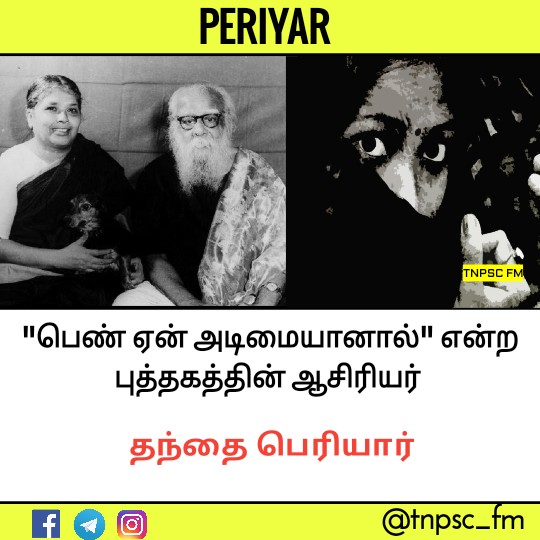 PERIYAR
TNPSC FM
"பெண் ஏன் அடிமையானால்" என்ற
புத்தகத்தின் ஆசிரியர்
தந்தை பெரியார்
@tnpsc_fm